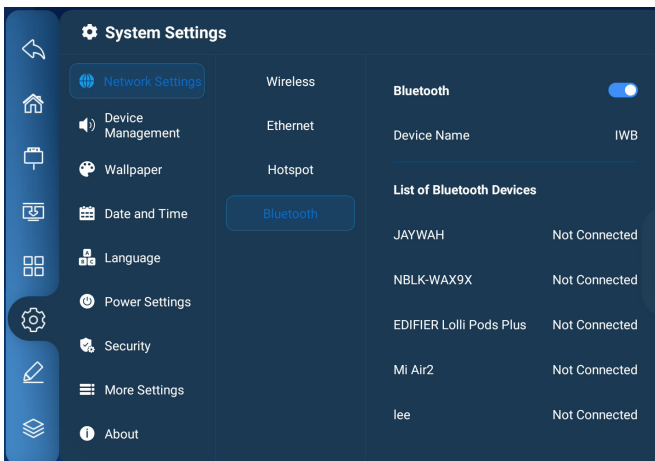 System Settings
Network Settings
Device
Management
Wallpaper
Date and Time
Language
Power Settings
Security
More Settings
About
Wireless
Ethernet
Hotspot
Bluetooth
Bluetooth
Device Name IWB
List of Bluetooth Devices
JAYWAH Not Connected
NBLK-WAX9X Not Connected
EDIFIER Lolli Pods Plus Not Connected
Mi Air2 Not Connected
lee Not Connected